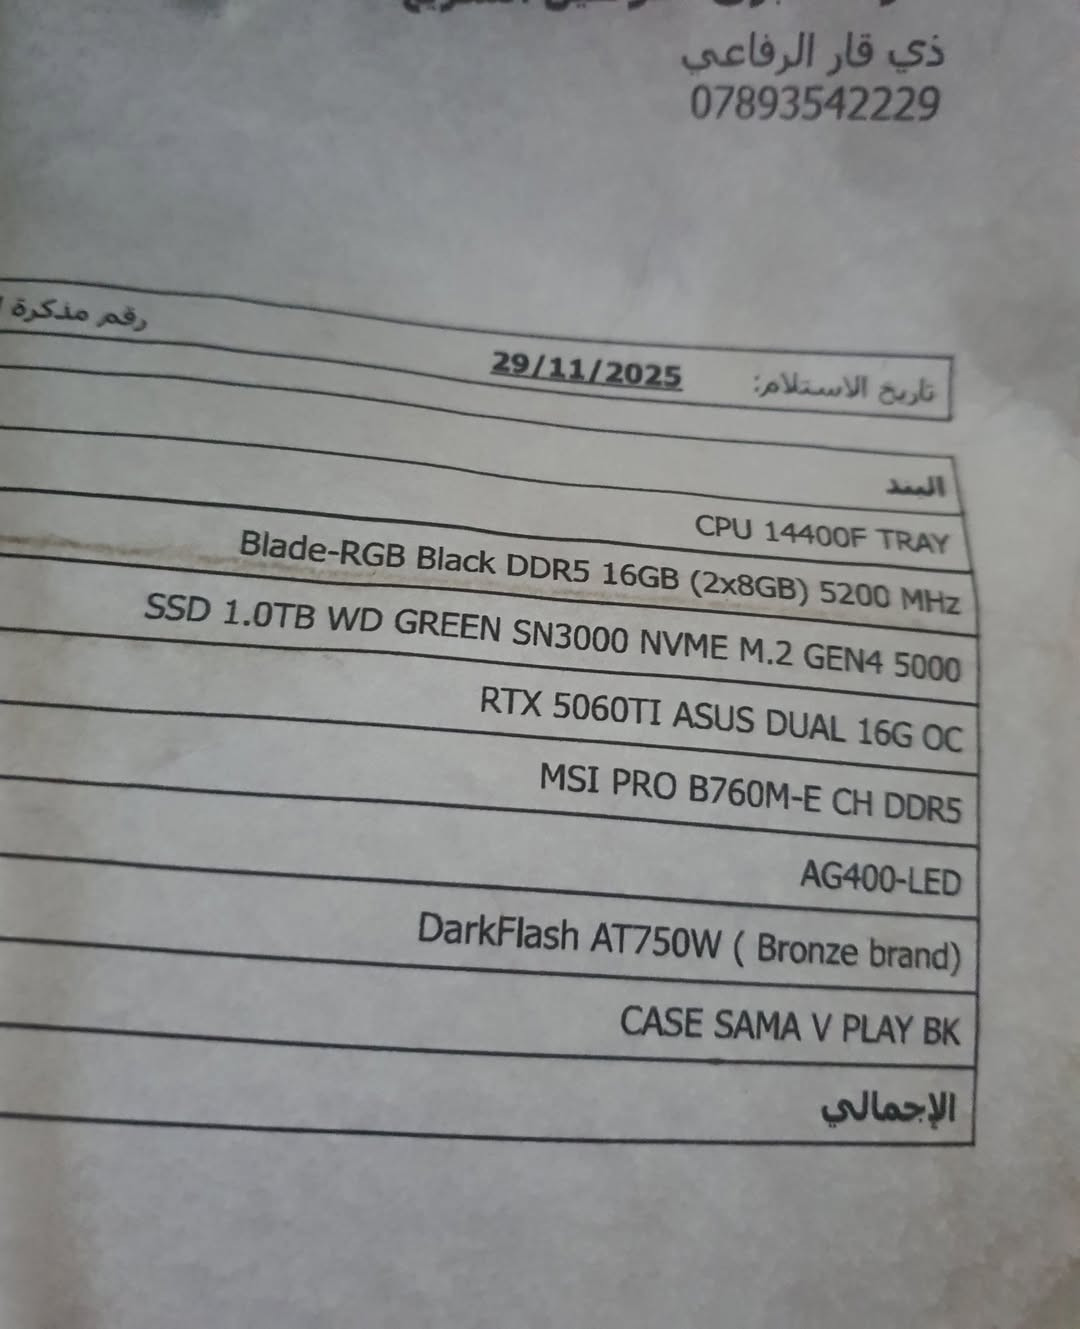 ذي قار الرفاعي
07893542229
تاريخ الاستلام: 29/11/2025 رقم مذكرة
البند
CPU 14400F TRAY
Blade-RGB Black DDR5 16GB (2x8GB) 5200 MHz
SSD 1.0TB WD GREEN SN3000 NVME M.2 GEN4 5000
RTX 5060TI ASUS DUAL 16G OC
MSI PRO B760M-E CH DDR5
AG400-LED
DarkFlash AT750W ( Bronze brand)
CASE SAMA V PLAY BK
الإجمالي